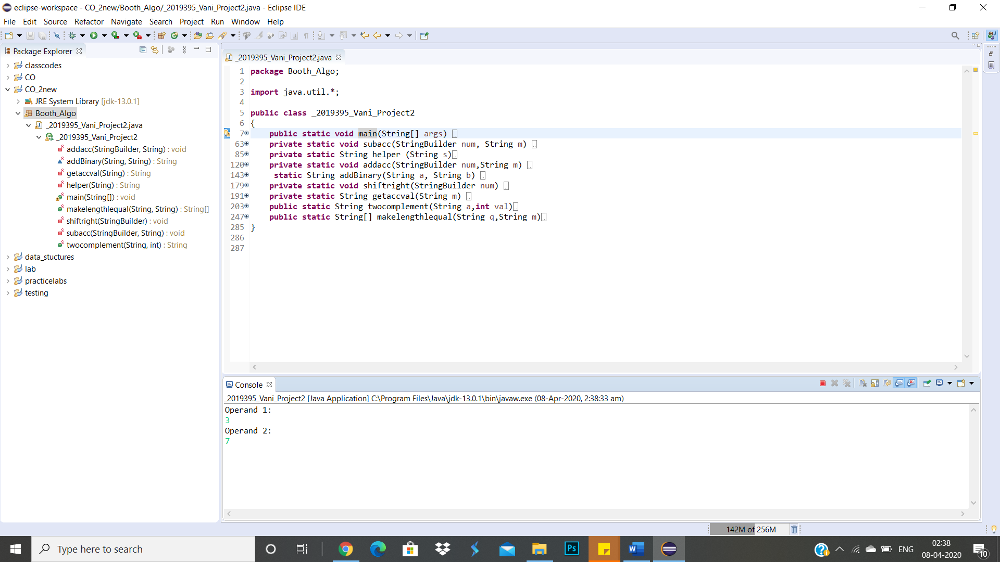 eclipse-workspace - CO_2new/Booth_Algo/_2019395_Vani_Project2.java - Eclipse IDE
File Edit Source Refactor Navigate Search Project Run Window Help
Package Explorer
classcodes
CO
CO_2new
JRE System Library [jdk-13.0.1]
Booth_Algo
_2019395_Vani_Project2.java
_2019395_Vani_Project2
addacc(StringBuilder, String) : void
addBinary(String, String) : String
getaccval(String) : String
helper(String) : String
main(String[]) : void
makelengthlequal(String, String) : String[]
shiftright(StringBuilder) : void
subacc(StringBuilder, String) : void
twocomplement(String, int) : String
data_stuctures
lab
practicelabs
testing
_2019395_Vani_Project2.java
1 package Booth_Algo;
2
3 import java.util.*;
4
5 public class _2019395_Vani_Project2
6 {
7 public static void main(String[] args)
63 private static void subacc(StringBuilder num, String m)
85 private static String helper (String s)
120 private static void addacc(StringBuilder num,String m)
143 static String addBinary(String a, String b)
179 private static void shiftright(StringBuilder num)
191 private static String getaccval(String m)
203 public static String twocomplement(String a,int val)
247 public static String[] makelengthlequal(String q,String m)
285 }
286
287
Console
_2019395_Vani_Project2 [Java Application] C:\Program Files\Java\jdk-13.0.1\bin\javaw.exe (08-Apr-2020, 2:38:33 am)
Operand 1:
3
Operand 2:
7
142M of 256M
Type here to search
Ps
ENG
02:38
08-04-2020
10